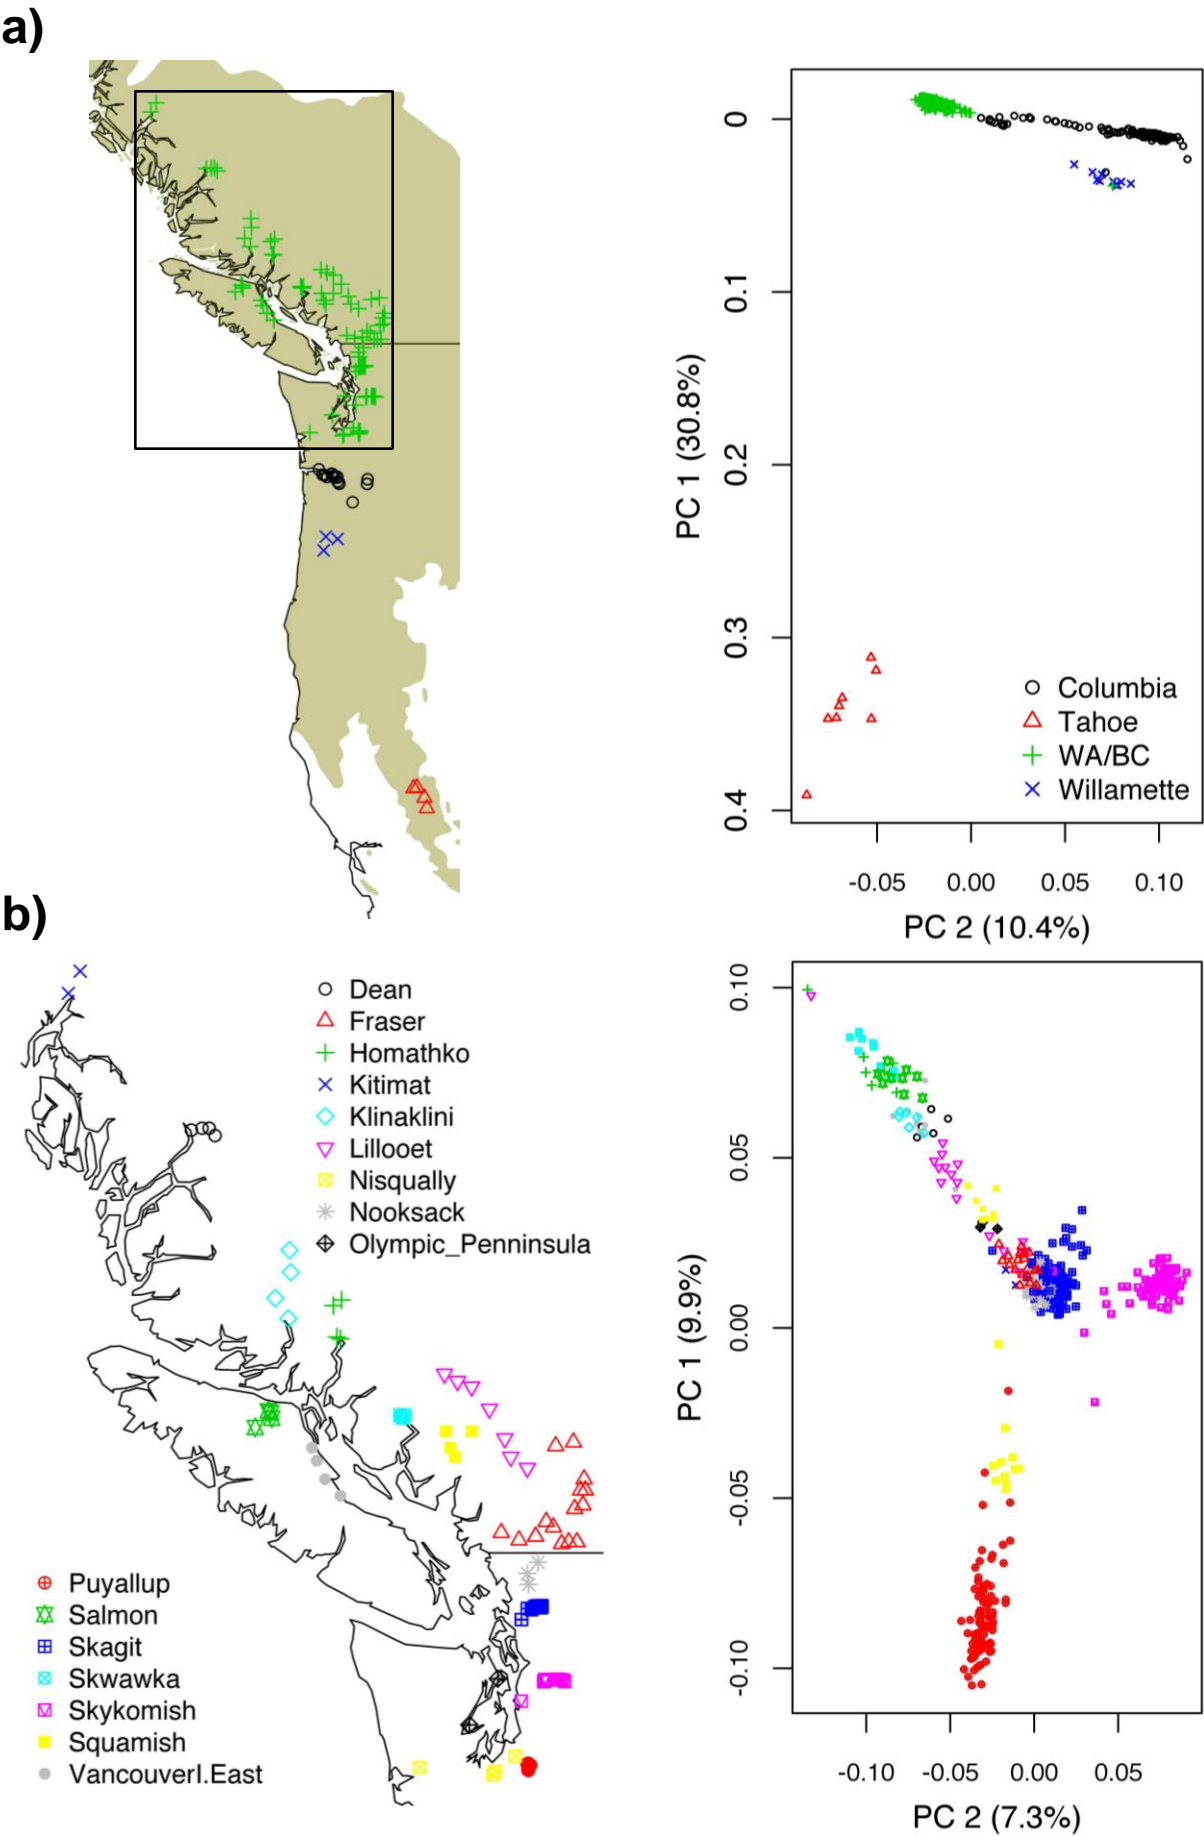 a)
0
0.1
0.2
0.3
0.4
PC 1 (30.8%)
Columbia
Tahoe
WA/BC
Willamette
-0.05 0.00 0.05 0.10
PC 2 (10.4%)
b)
Dean
Fraser
Homathko
Kitimat
Klinaklini
Lillooet
Nisqually
Nooksack
Olympic_Penninsula
Puyallup
Salmon
Skagit
Skwawka
Skykomish
Squamish
VancouverI.East
0.10
0.05
0.00
-0.05
-0.10
PC 1 (9.9%)
-0.10 -0.05 0.00 0.05
PC 2 (7.3%)